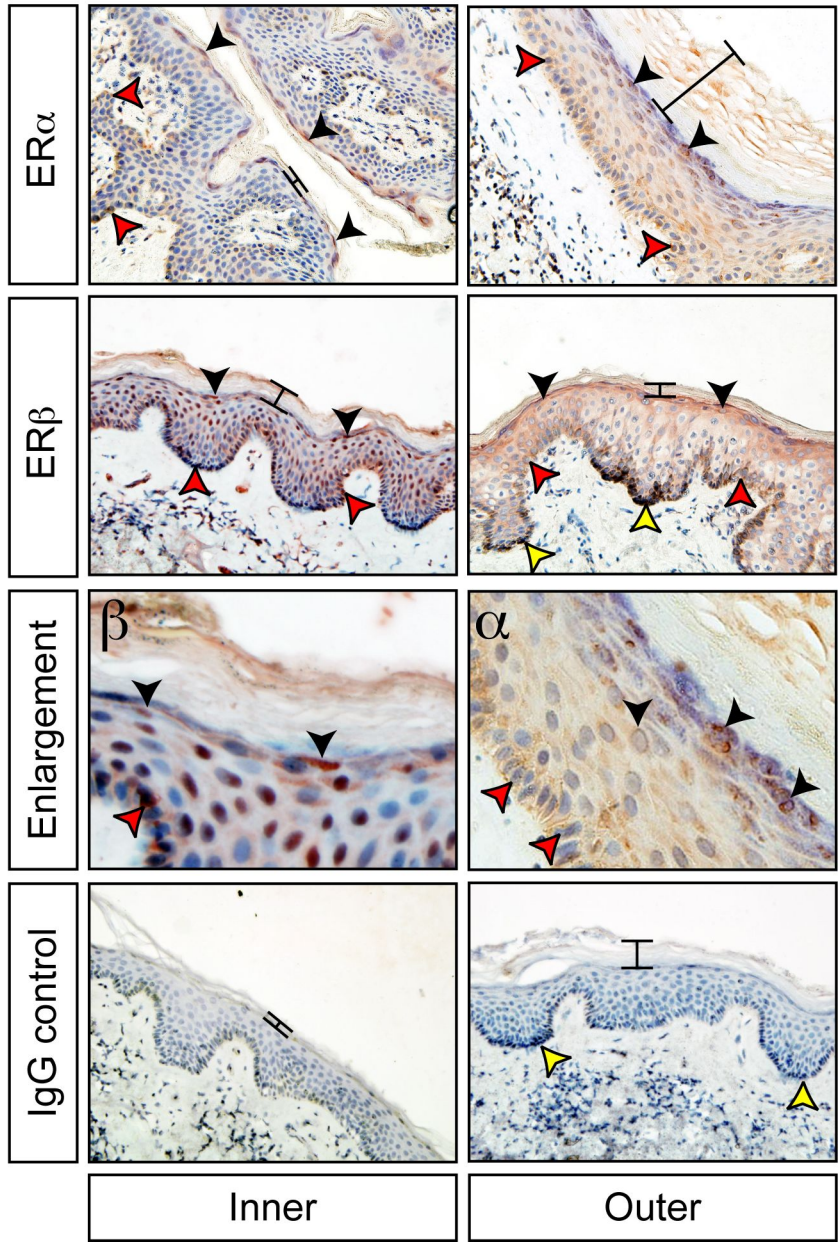 ERα
ERβ
Enlargement
β
α
IgG control
Inner
Outer